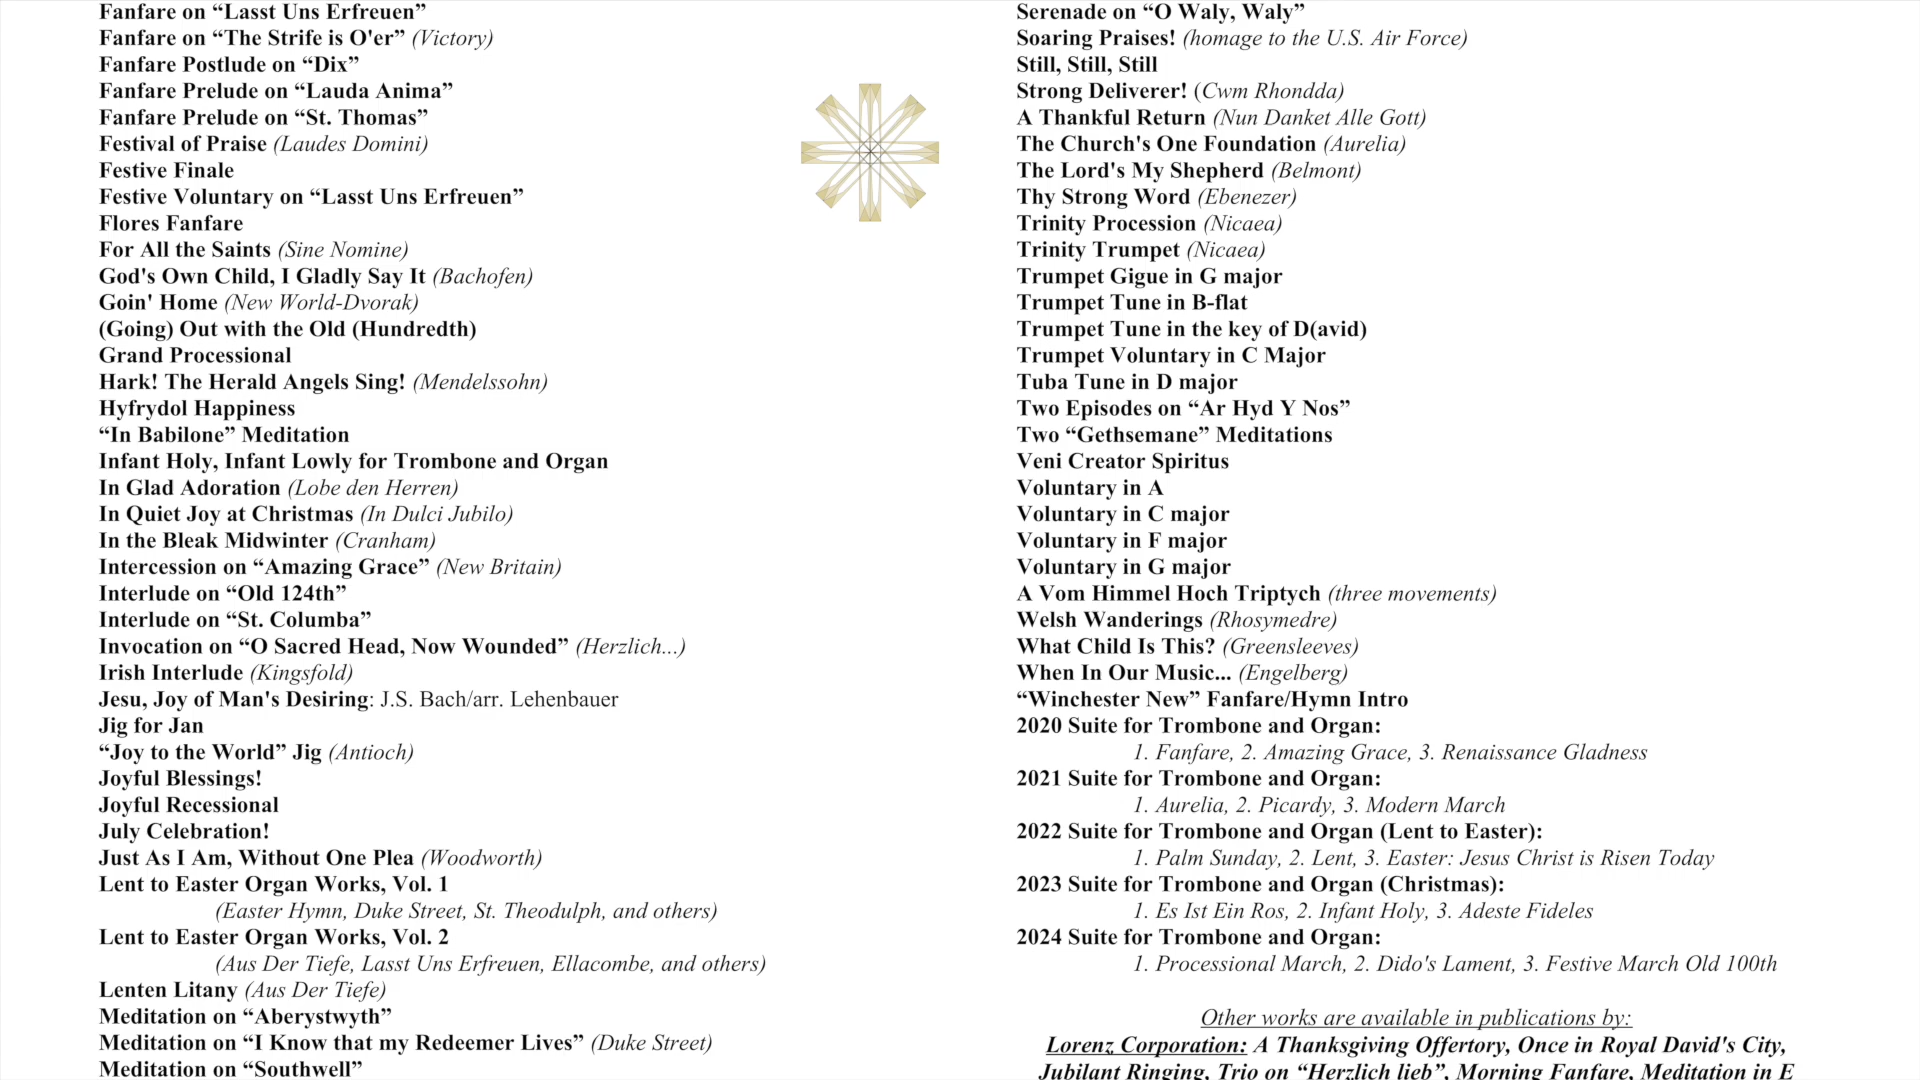 Fanfare on “Lasst Uns Erfreuen”
Fanfare on “The Strife is O'er” (Victory)
Fanfare Postlude on “Dix”
Fanfare Prelude on “Lauda Anima”
Fanfare Prelude on “St. Thomas”
Festival of Praise (Laudes Domini)
Festive Finale
Festive Voluntary on “Lasst Uns Erfreuen”
Flores Fanfare
For All the Saints (Sine Nomine)
God's Own Child, I Gladly Say It (Bachofen)
Goin' Home (New World-Dvorak)
(Going) Out with the Old (Hundredth)
Grand Processional
Hark! The Herald Angels Sing! (Mendelssohn)
Hyfrydol Happiness
“In Babilone” Meditation
Infant Holy, Infant Lowly for Trombone and Organ
In Glad Adoration (Lobe den Herren)
In Quiet Joy at Christmas (In Dulci Jubilo)
In the Bleak Midwinter (Cranham)
Intercession on “Amazing Grace” (New Britain)
Interlude on “Old 124th”
Interlude on “St. Columba”
Invocation on “O Sacred Head, Now Wounded” (Herzlich...)
Irish Interlude (Kingsfold)
Jesu, Joy of Man's Desiring: J.S. Bach/arr. Lehenbauer
Jig for Jan
“Joy to the World” Jig (Antioch)
Joyful Blessings!
Joyful Recessional
July Celebration!
Just As I Am, Without One Plea (Woodworth)
Lent to Easter Organ Works, Vol. 1
(Easter Hymn, Duke Street, St. Theodulph, and others)
Lent to Easter Organ Works, Vol. 2
(Aus Der Tiefe, Lasst Uns Erfreuen, Ellacombe, and others)
Lenten Litany (Aus Der Tiefe)
Meditation on “Aberystwyth”
Meditation on “I Know that my Redeemer Lives” (Duke Street)
Meditation on “Southwell”
Serenade on “O Waly, Waly”
Soaring Praises! (homage to the U.S. Air Force)
Still, Still, Still
Strong Deliverer! (Cwm Rhondda)
A Thankful Return (Nun Danket Alle Gott)
The Church's One Foundation (Aurelia)
The Lord's My Shepherd (Belmont)
Thy Strong Word (Ebenezer)
Trinity Procession (Nicaea)
Trinity Trumpet (Nicaea)
Trumpet Gigue in G major
Trumpet Tune in B-flat
Trumpet Tune in the key of D(avid)
Trumpet Voluntary in C Major
Tuba Tune in D major
Two Episodes on “Ar Hyd Y Nos”
Two “Gethsemane” Meditations
Veni Creator Spiritus
Voluntary in A
Voluntary in C major
Voluntary in F major
Voluntary in G major
A Vom Himmel Hoch Triptych (three movements)
Welsh Wanderings (Rhosymedre)
What Child Is This? (Greensleeves)
When In Our Music... (Engelberg)
“Winchester New” Fanfare/Hymn Intro
2020 Suite for Trombone and Organ:
1. Fanfare, 2. Amazing Grace, 3. Renaissance Gladness
2021 Suite for Trombone and Organ:
1. Aurelia, 2. Picardy, 3. Modern March
2022 Suite for Trombone and Organ (Lent to Easter):
1. Palm Sunday, 2. Lent, 3. Easter: Jesus Christ is Risen Today
2023 Suite for Trombone and Organ (Christmas):
1. Es Ist Ein Ros, 2. Infant Holy, 3. Adeste Fideles
2024 Suite for Trombone and Organ:
1. Processional March, 2. Dido's Lament, 3. Festive March Old 100th
Other works are available in publications by:
Lorenz Corporation: A Thanksgiving Offertory, Once in Royal David's City,
Jubilant Ringing, Trio on “Herzlich lieb”, Morning Fanfare, Meditation in E